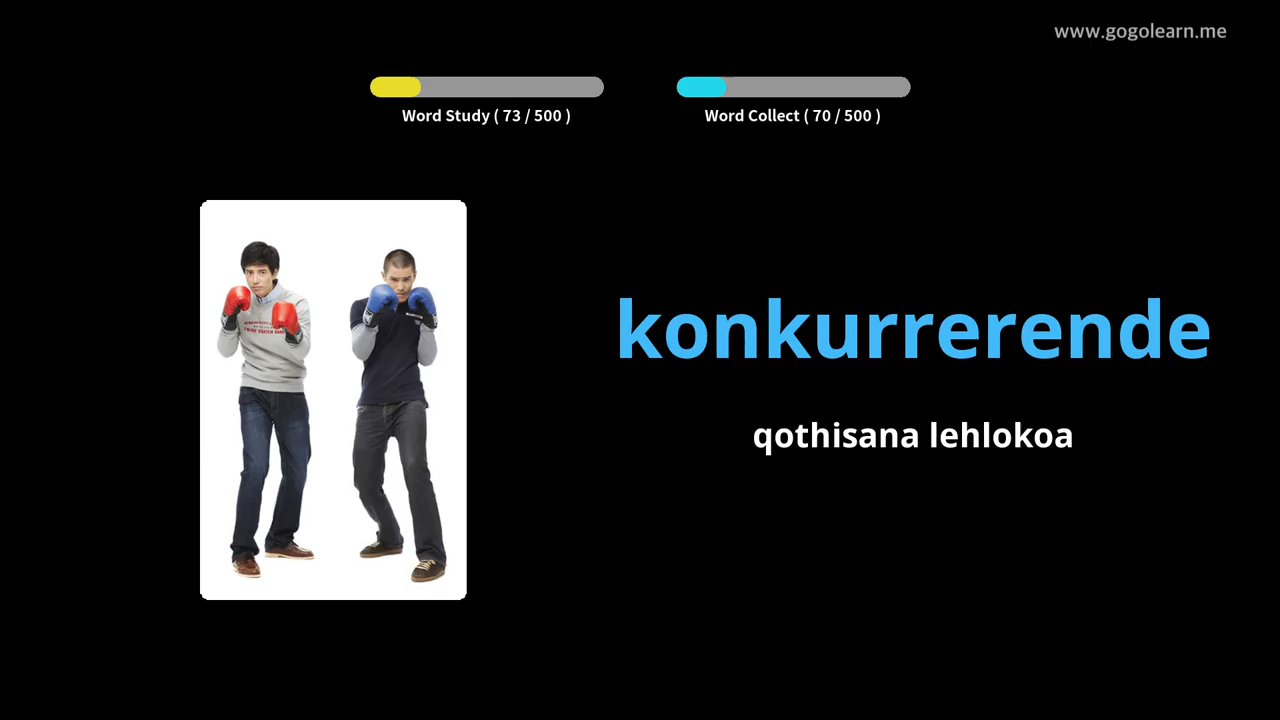 www.gogolearn.me
Word Study ( 73 / 500 )
Word Collect ( 70 / 500 )
konkurrerende
qothisana lehlokoa